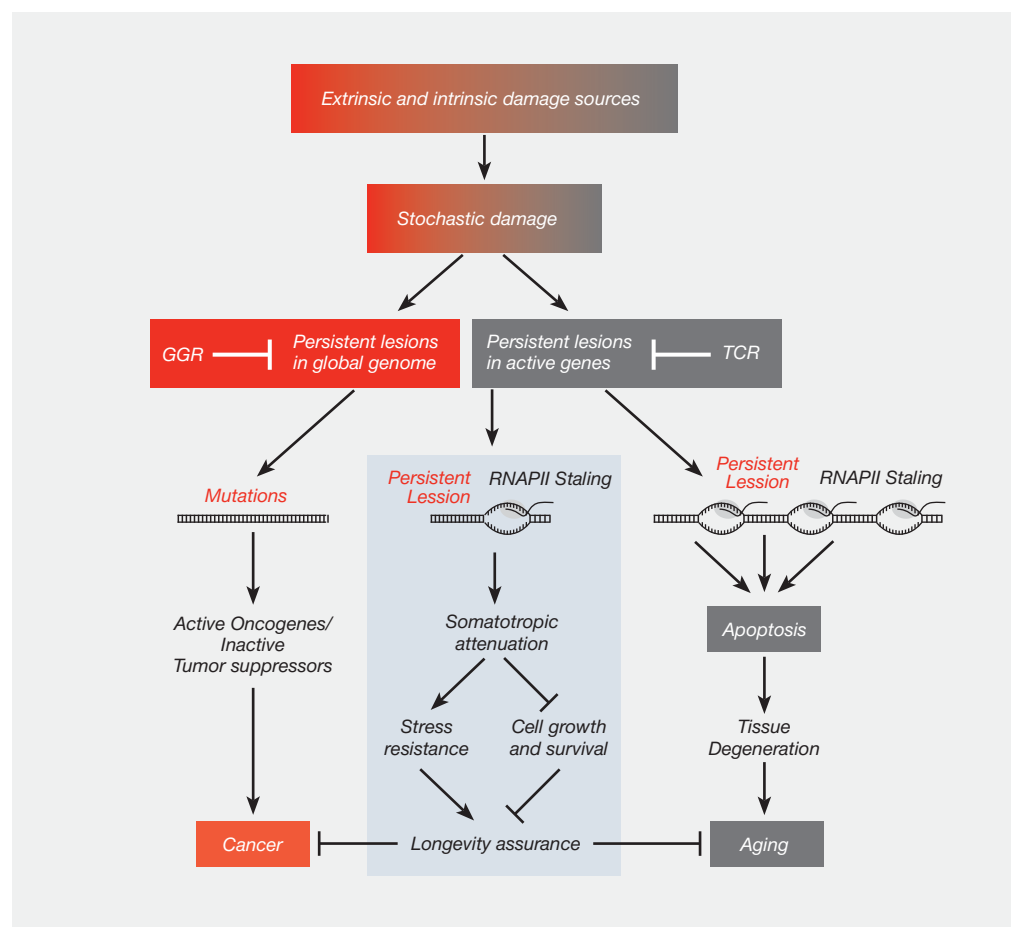 Extrinsic and intrinsic damage sources
Stochastic damage
GGR
Persistent lesions
in global genome
Persistent lesions
in active genes
TCR
Mutations
Persistent
Lession
RNAPII Staling
Persistent
Lession
RNAPII Staling
Active Oncogenes/
Inactive
Tumor suppressors
Somatotropic
attenuation
Apoptosis
Stress
resistance
Cell growth
and survival
Tissue
Degeneration
Cancer
Longevity assurance
Aging